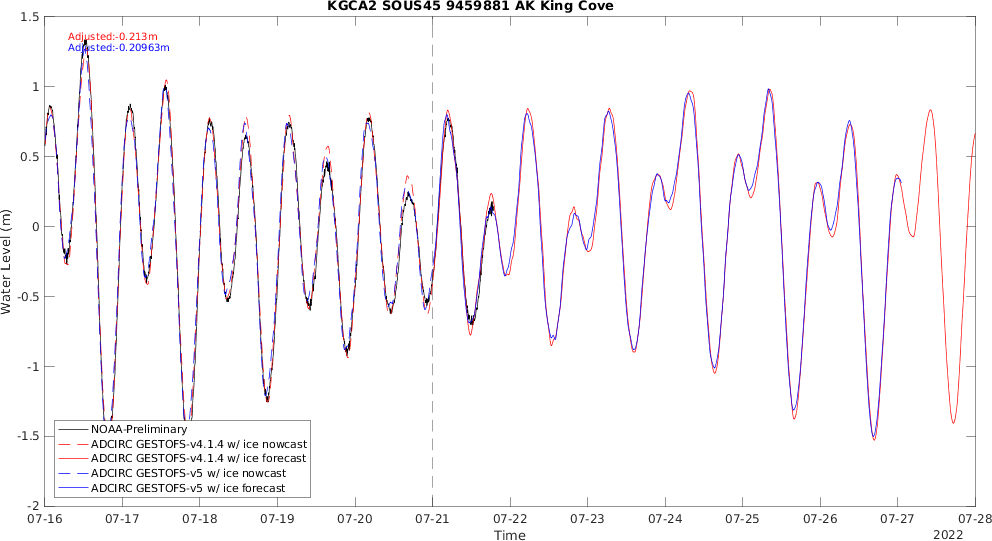 KGCA2 SOUS45 9459881 AK King Cove
Adjusted:-0.213m
Adjusted:-0.20963m
Water Level (m)
1.5
1
0.5
0
-0.5
-1
-1.5
-2
NOAA-Preliminary
ADCIRC GESTOFS-v4.1.4 w/ ice nowcast
ADCIRC GESTOFS-v4.1.4 w/ ice forecast
ADCIRC GESTOFS-v5 w/ ice nowcast
ADCIRC GESTOFS-v5 w/ ice forecast
07-16 07-17 07-18 07-19 07-20 07-21 07-22 07-23 07-24 07-25 07-26 07-27 07-28
Time
2022